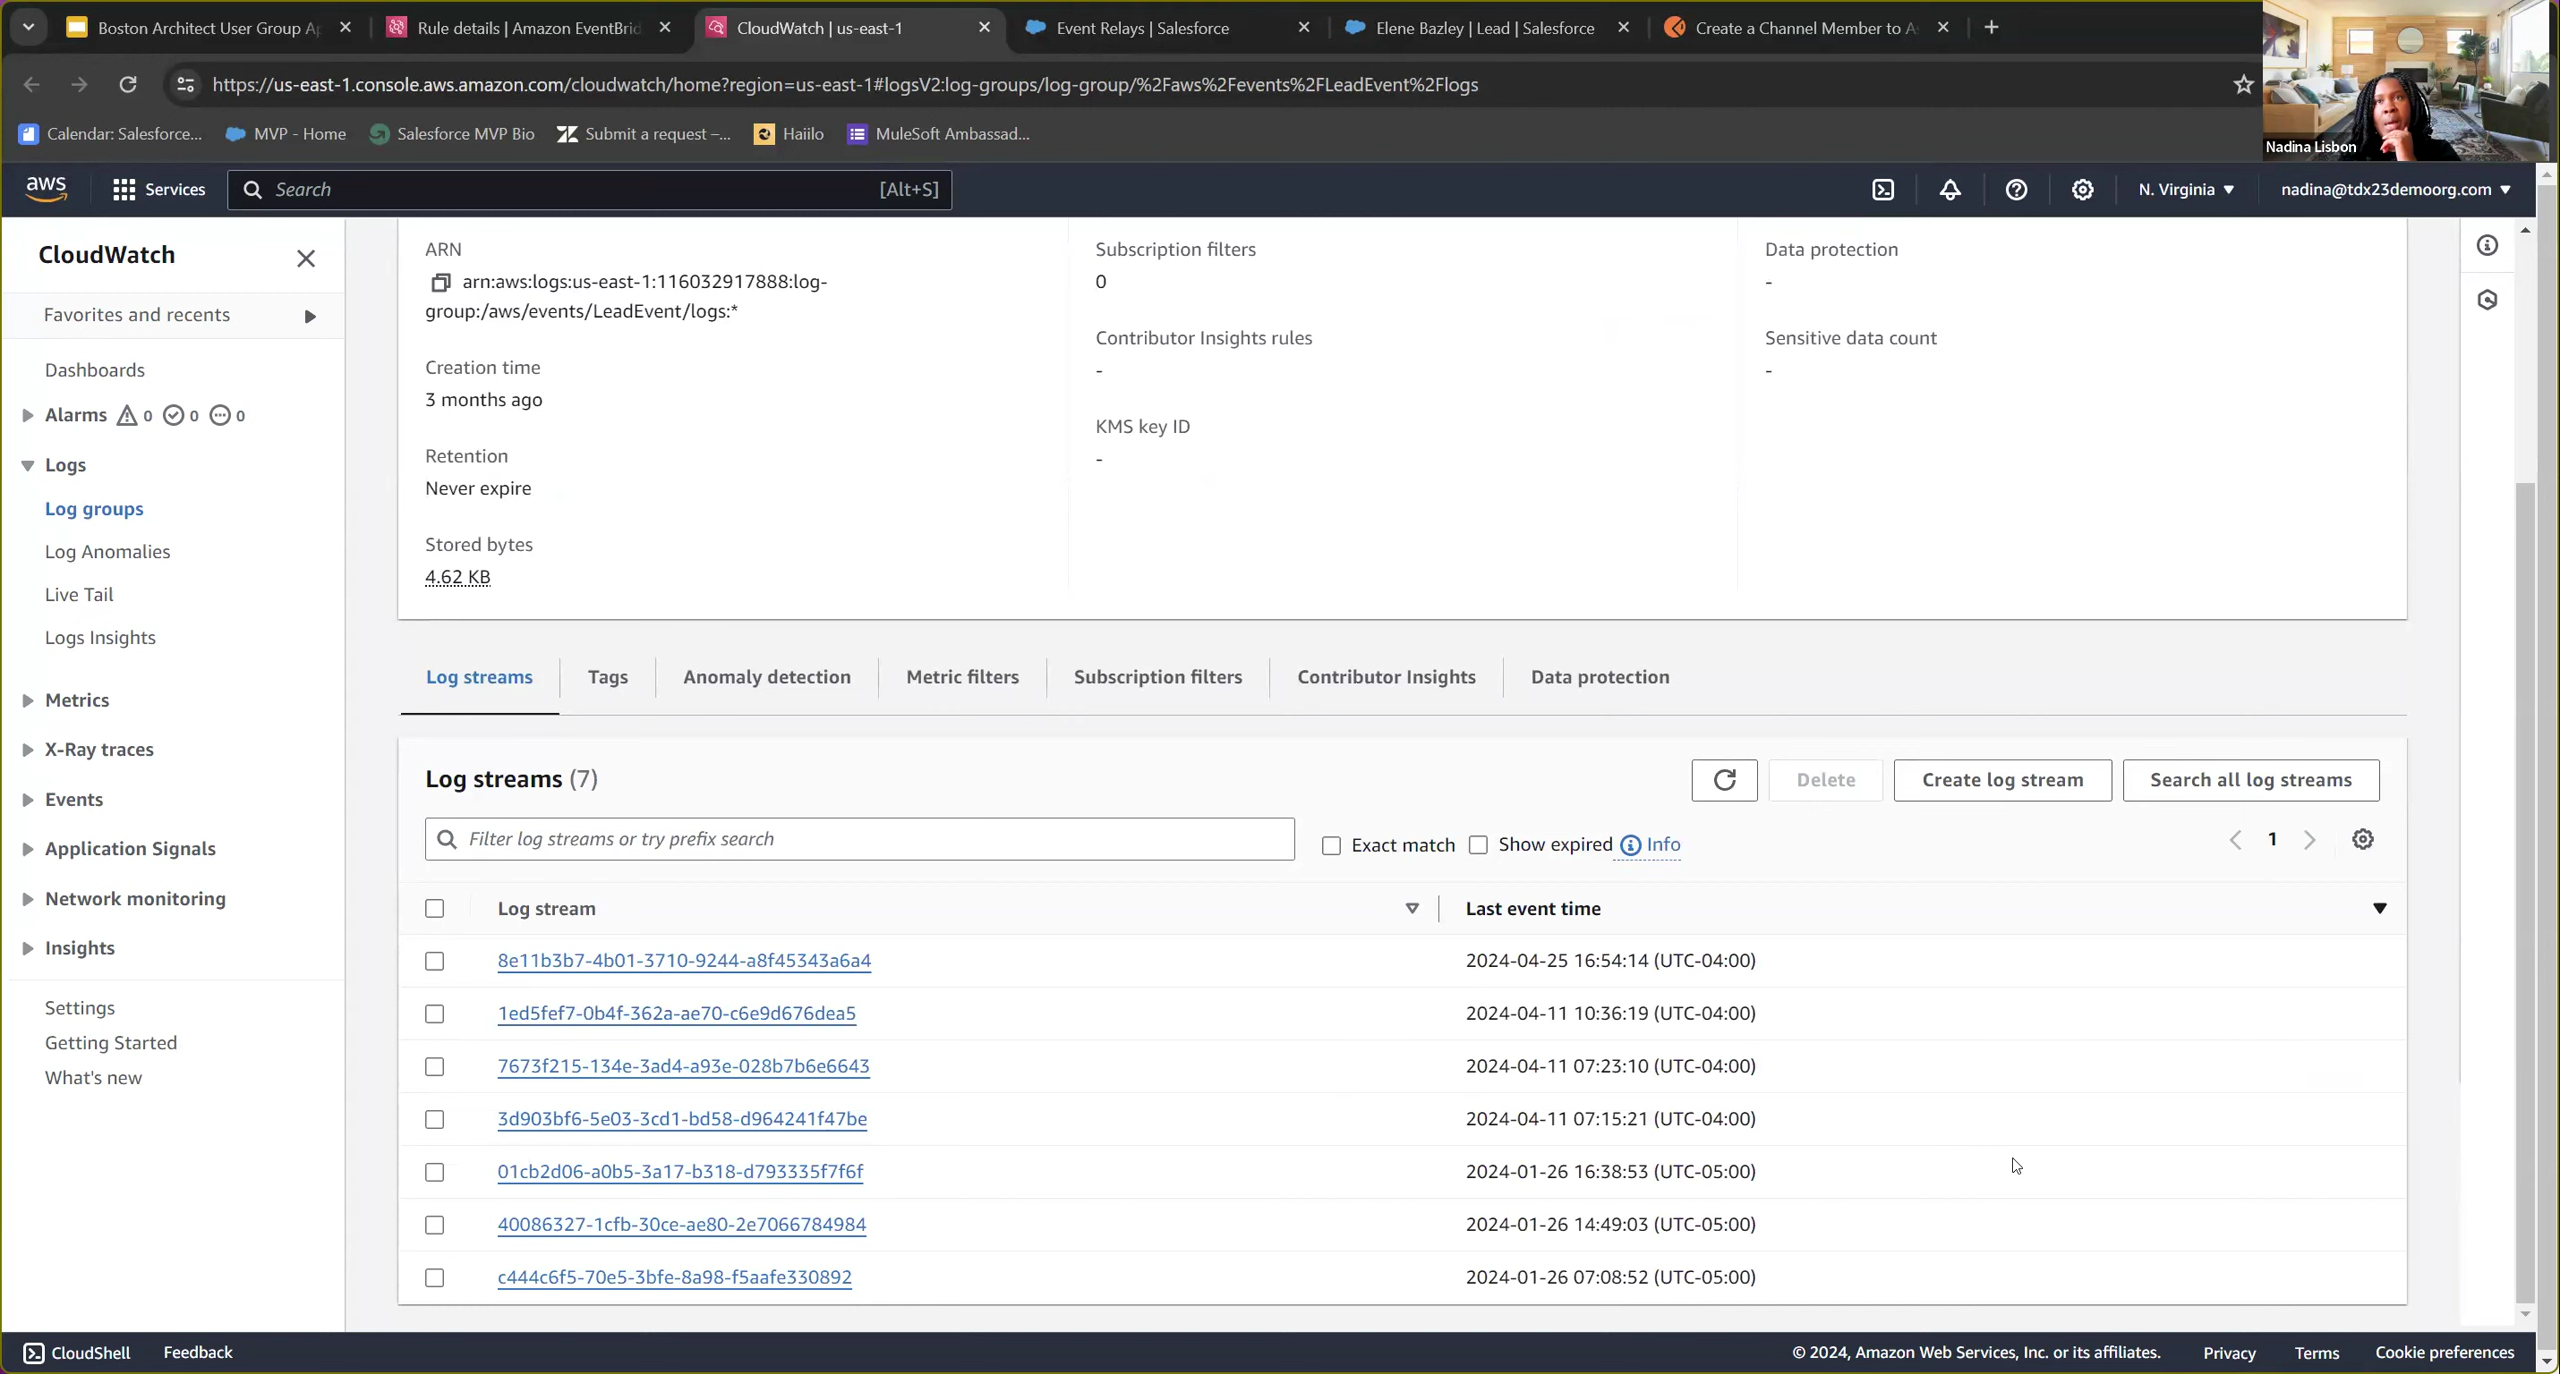 Boston Architect User Group A
Rule details | Amazon EventBrid
CloudWatch | us-east-1
Event Relays | Salesforce
Elene Bazley | Lead | Salesforce
Create a Channel Member to A
https://us-east-1.console.aws.amazon.com/cloudwatch/home?region=us-east-1#logsV2:log-groups/log-group/%2Faws%2Fevents%2FLeadEvent%2Flogs
Calendar: Salesforce...
MVP - Home
Salesforce MVP Bio
Submit a request –...
Haiilo
MuleSoft Ambassad...
Nadina Lisbon
aws
Services
Search
[Alt+S]
N. Virginia
nadina@tdx23demoorg.com
CloudWatch
Favorites and recents
Dashboards
Alarms 0 0 0
Logs
Log groups
Log Anomalies
Live Tail
Logs Insights
Metrics
X-Ray traces
Events
Application Signals
Network monitoring
Insights
Settings
Getting Started
What's new
ARN
arn:aws:logs:us-east-1:116032917888:log-
group:/aws/events/LeadEvent/logs:*
Creation time
3 months ago
Retention
Never expire
Stored bytes
4.62 KB
Subscription filters
0
Contributor Insights rules
-
KMS key ID
-
Data protection
-
Sensitive data count
-
Log streams
Tags
Anomaly detection
Metric filters
Subscription filters
Contributor Insights
Data protection
Log streams (7)
Delete
Create log stream
Search all log streams
Filter log streams or try prefix search
Exact match
Show expired
Info
1
Log stream
Last event time
8e11b3b7-4b01-3710-9244-a8f45343a6a4
2024-04-25 16:54:14 (UTC-04:00)
1ed5fef7-0b4f-362a-ae70-c6e9d676dea5
2024-04-11 10:36:19 (UTC-04:00)
7673f215-134e-3ad4-a93e-028b7b6e6643
2024-04-11 07:23:10 (UTC-04:00)
3d903bf6-5e03-3cd1-bd58-d964241f47be
2024-04-11 07:15:21 (UTC-04:00)
01cb2d06-a0b5-3a17-b318-d793335f7f6f
2024-01-26 16:38:53 (UTC-05:00)
40086327-1cfb-30ce-ae80-2e7066784984
2024-01-26 14:49:03 (UTC-05:00)
c444c6f5-70e5-3bfe-8a98-f5aafe330892
2024-01-26 07:08:52 (UTC-05:00)
CloudShell
Feedback
© 2024, Amazon Web Services, Inc. or its affiliates.
Privacy
Terms
Cookie preferences